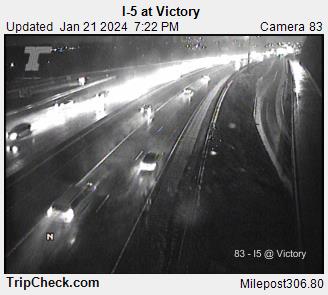 I-5 at Victory
Updated Jan 21 2024 7:22 PM Camera 83
N
83 - I5 @ Victory
TripCheck.com Milepost306.80